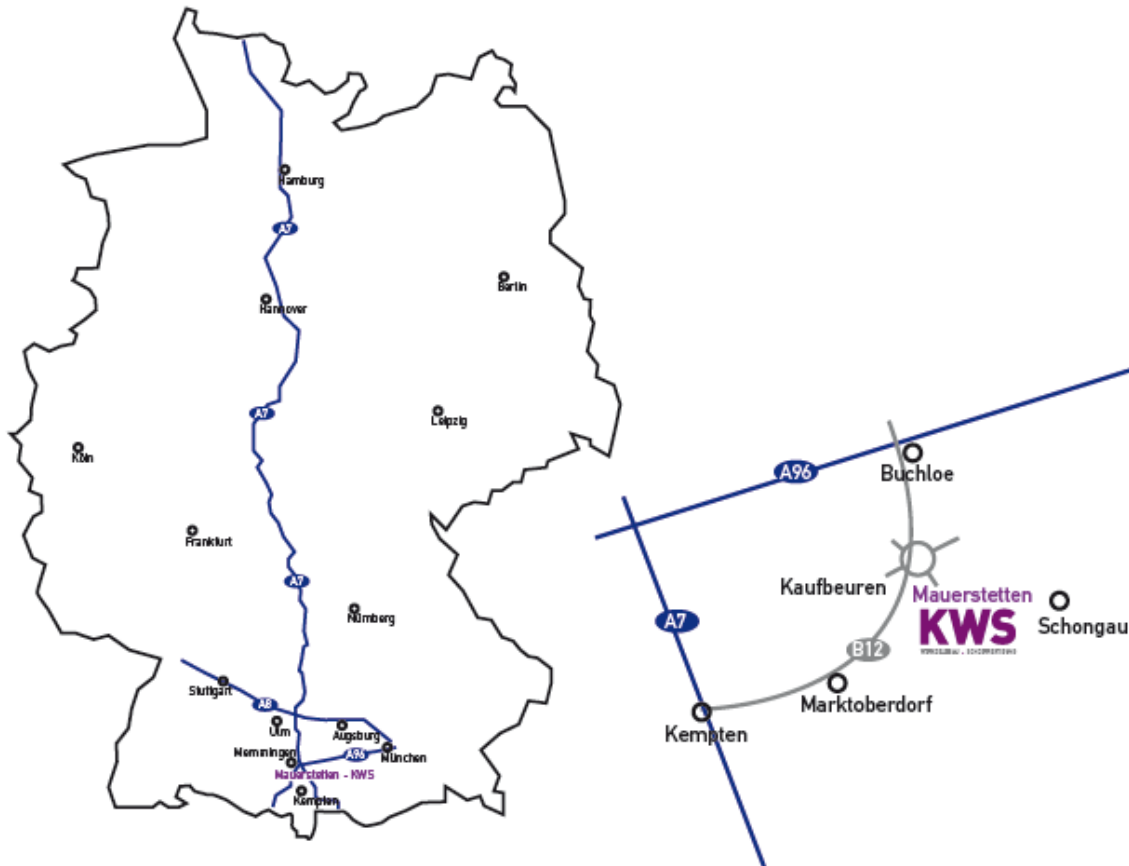 Hamburg
A7
Berlin
Hannover
A7
Leipzig
Köln
Frankfurt
A7
Nürnberg
Stuttgart
A8
Ulm
Augsburg
München
Memmingen
A96
Mauerstetten - KWS
Kempten
A96
Buchloe
Kaufbeuren
Mauerstetten
KWS
A7
Schongau
B12
Marktoberdorf
Kempten